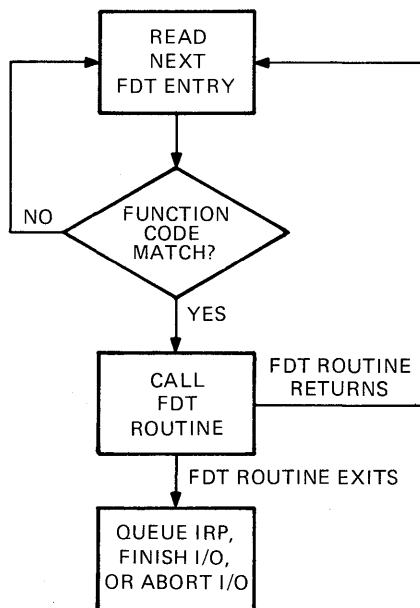 READ
NEXT
FDT ENTRY
NO
FUNCTION
CODE
MATCH?
YES
CALL
FDT
ROUTINE
FDT ROUTINE
RETURNS
FDT ROUTINE EXITS
QUEUE IRP,
FINISH I/O,
OR ABORT I/O